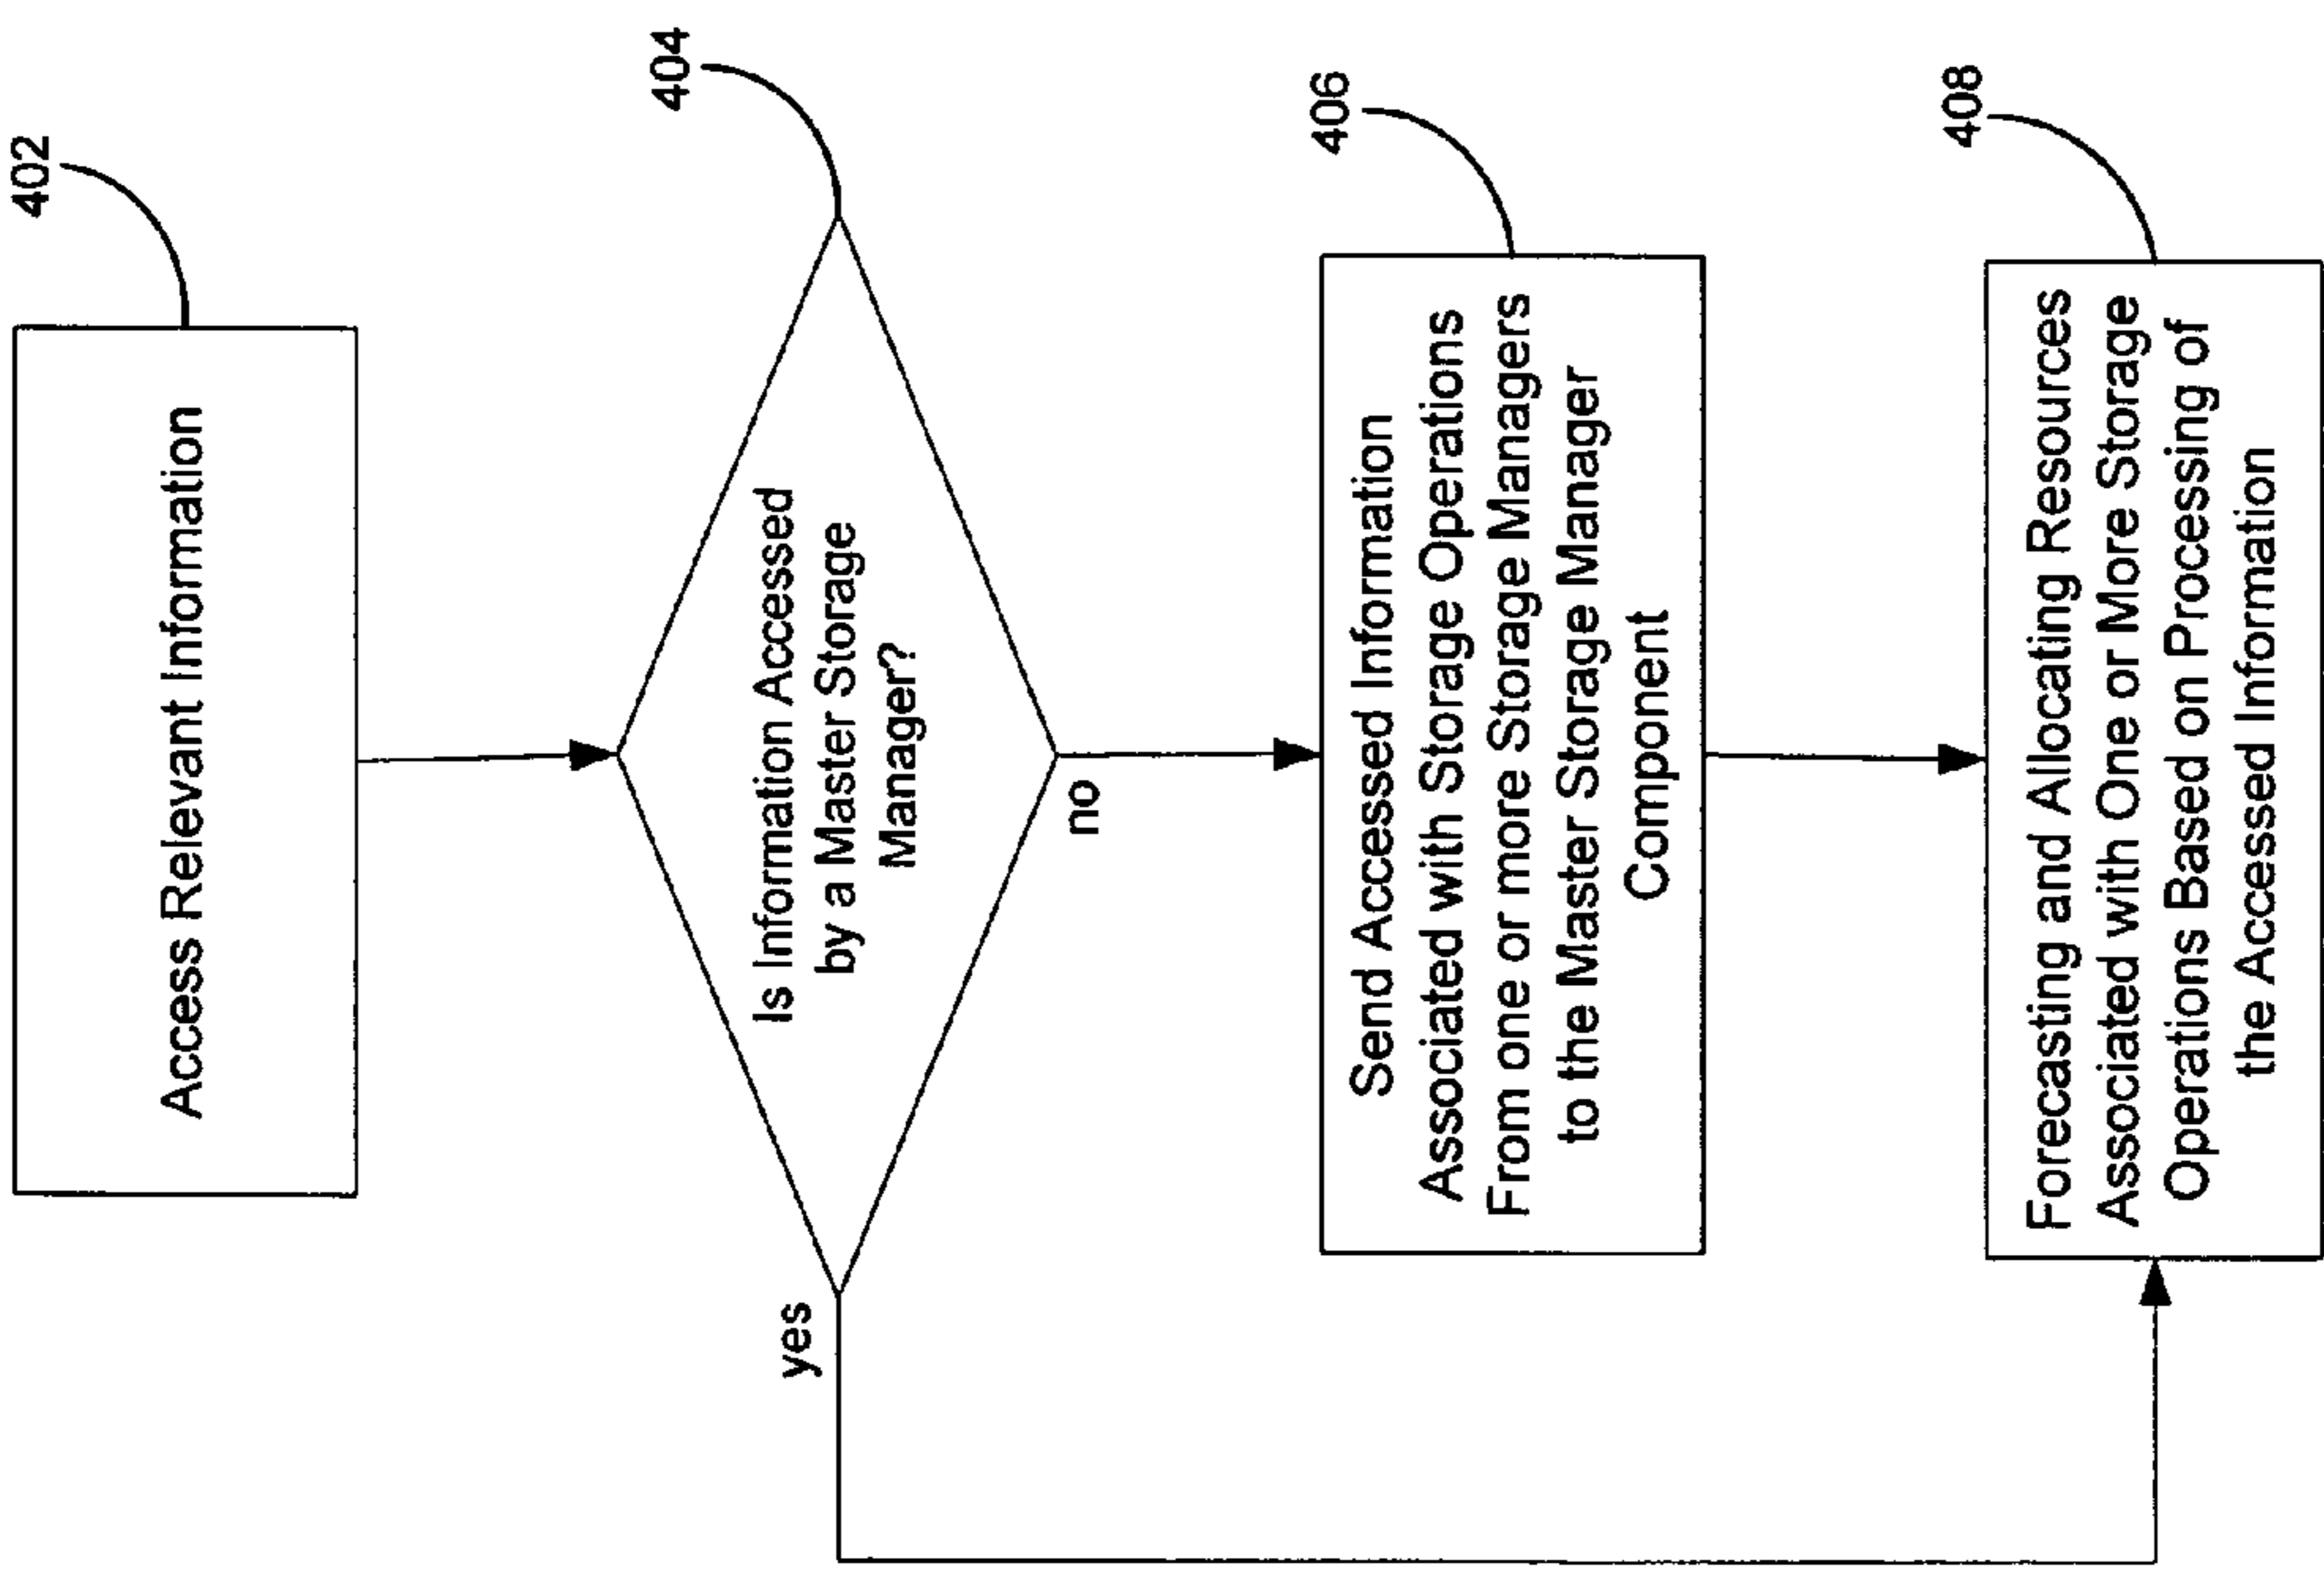 402
Access Relevant Information
404
Is Information Accessed
by a Master Storage
Manager?
yes
no
406
Send Accessed Information
Associated with Storage Operations
From one or more Storage Managers
to the Master Storage Manager
Component
408
Forecasting and Allocating Resources
Associated with One or More Storage
Operations Based on Processing of
the Accessed Information